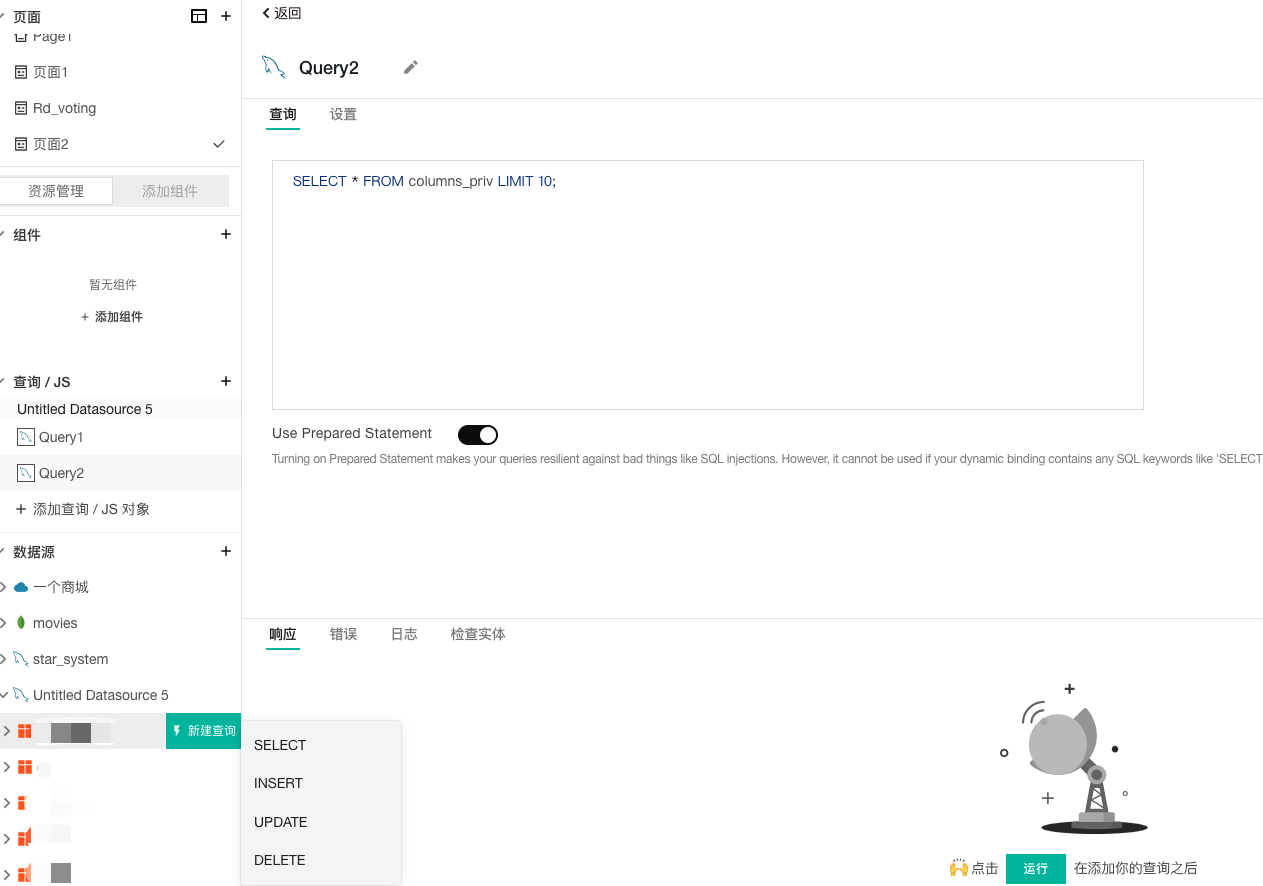 页面
Page1
页面1
Rd_voting
页面2
资源管理
添加组件
组件
暂无组件
+ 添加组件
查询 / JS
Untitled Datasource 5
Query1
Query2
+ 添加查询 / JS 对象
数据源
一个商城
movies
star_system
Untitled Datasource 5
新建查询
SELECT
INSERT
UPDATE
DELETE
返回
Query2
查询
设置
SELECT * FROM columns_priv LIMIT 10;
Use Prepared Statement
Turning on Prepared Statement makes your queries resilient against bad things like SQL injections. However, it cannot be used if your dynamic binding contains any SQL keywords like 'SELECT
响应
错误
日志
检查实体
🙌 点击 运行 在添加你的查询之后